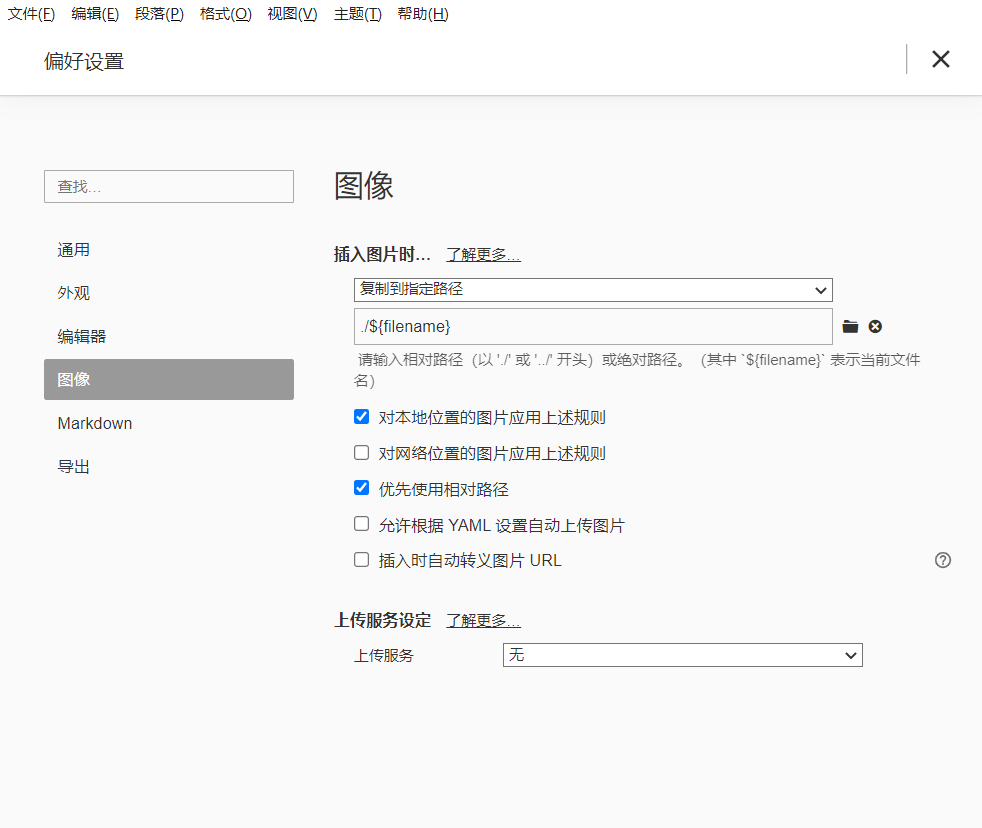 文件(F) 编辑(E) 段落(P) 格式(O) 视图(V) 主题(T) 帮助(H)
偏好设置
查找…
通用
外观
编辑器
图像
Markdown
导出
图像
插入图片时… 了解更多…
复制到指定路径
./${filename}
请输入相对路径（以 './' 或 '../' 开头）或绝对路径。（其中 `${filename}` 表示当前文件
名）
对本地位置的图片应用上述规则
对网络位置的图片应用上述规则
优先使用相对路径
允许根据 YAML 设置自动上传图片
插入时自动转义图片 URL
上传服务设定 了解更多…
上传服务 无